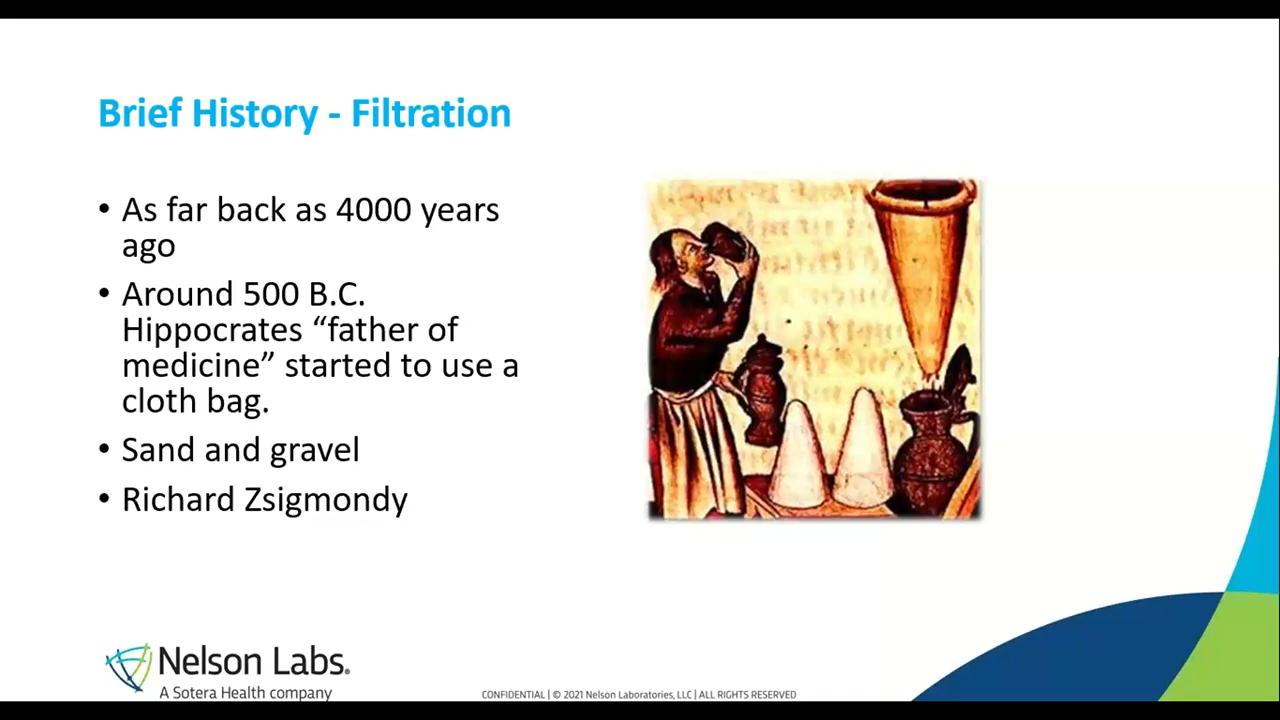 Brief History - Filtration
• As far back as 4000 years
ago
• Around 500 B.C.
Hippocrates “father of
medicine” started to use a
cloth bag.
• Sand and gravel
• Richard Zsigmondy
Nelson Labs®
A Sotera Health company
CONFIDENTIAL | © 2021 Nelson Laboratories, LLC | ALL RIGHTS RESERVED